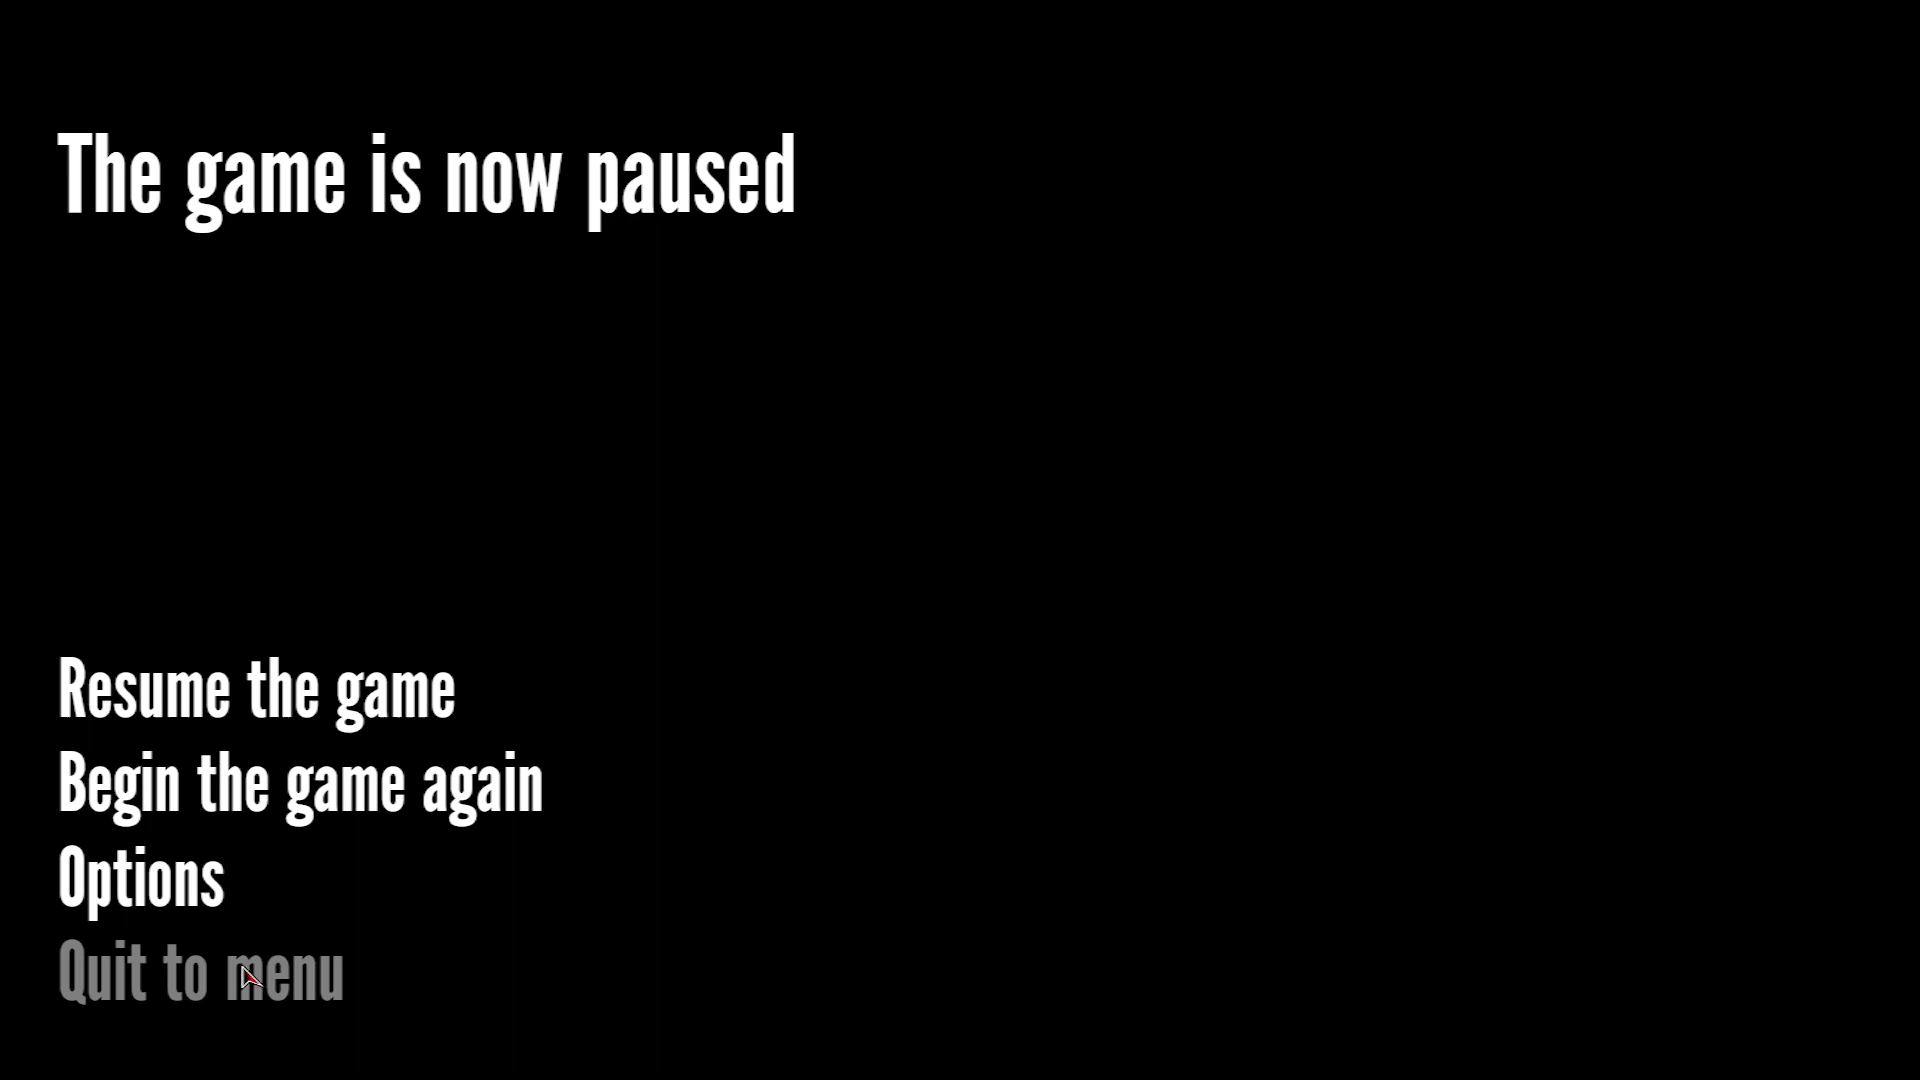 The game is now paused
Resume the game
Begin the game again
Options
Quit to menu